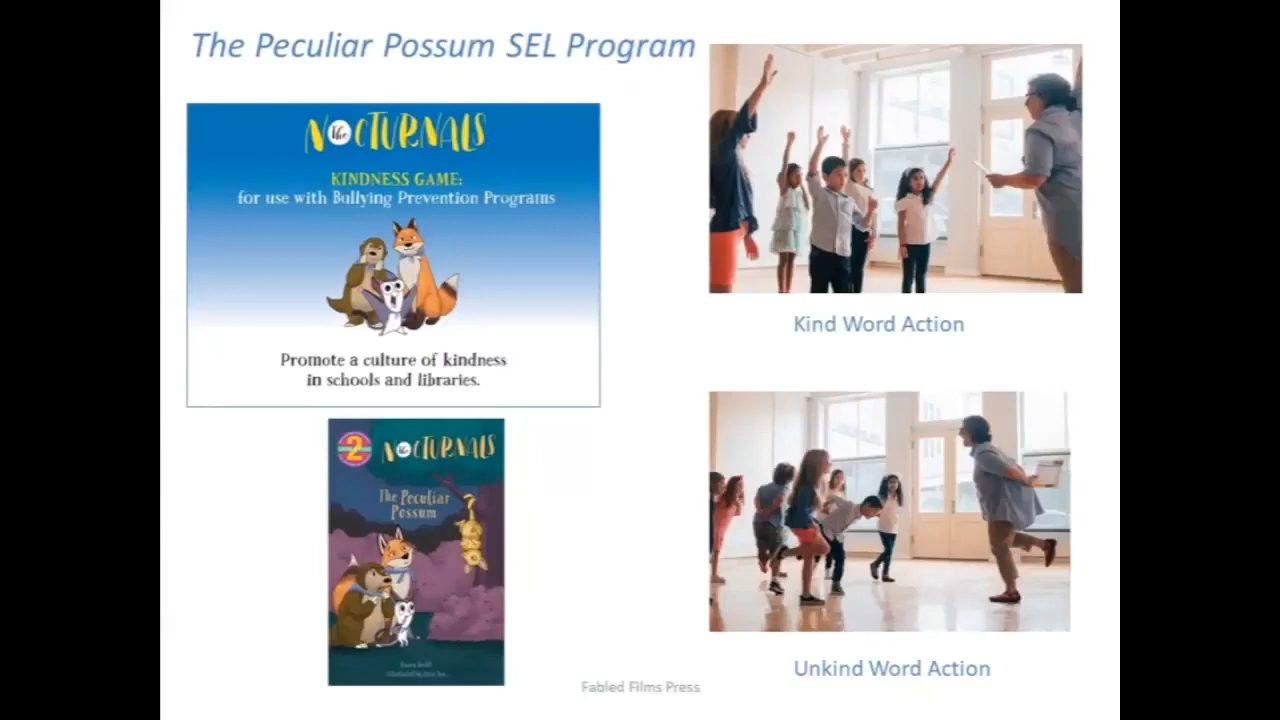 The Peculiar Possum SEL Program
The NOCTURNALS
KINDNESS GAME:
for use with Bullying Prevention Programs
Promote a culture of kindness
in schools and libraries.
Kind Word Action
2
The NOCTURNALS
The Peculiar
Possum
Unkind Word Action
Fabled Films Press